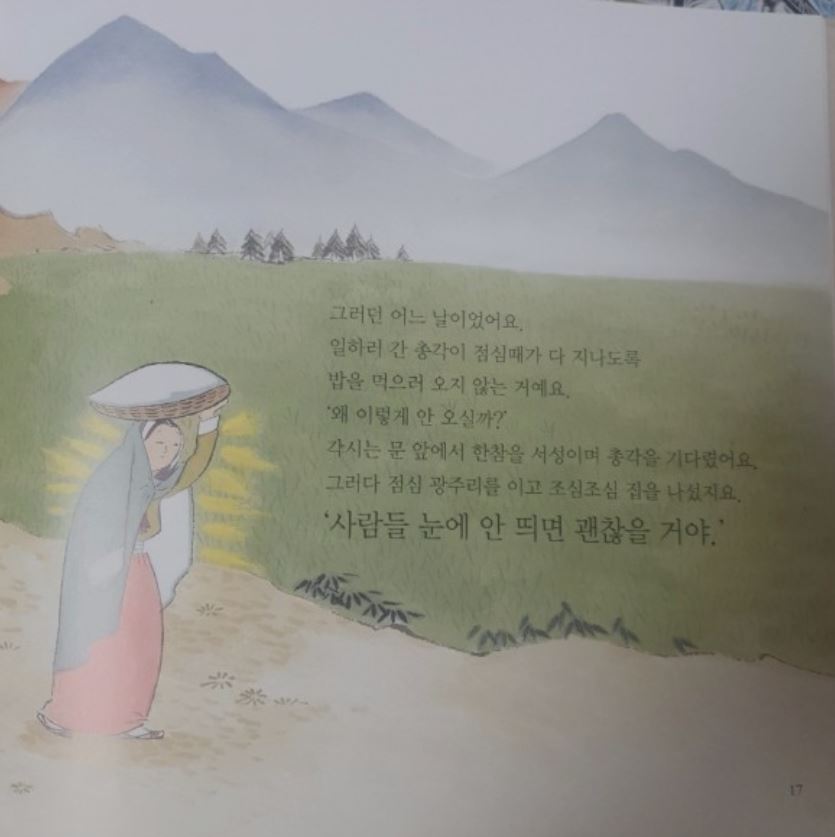 그러던 어느 날이었어요.
일하러 간 총각이 점심때가 다 지나도록
밥을 먹으러 오지 않는 거예요.
'왜 이렇게 안 오실까?'
각시는 문 앞에서 한참을 서성이며 총각을 기다렸어요.
그러다 점심 광주리를 이고 조심조심 집을 나섰지요.
'사람들 눈에 안 띄면 괜찮을 거야.'
17